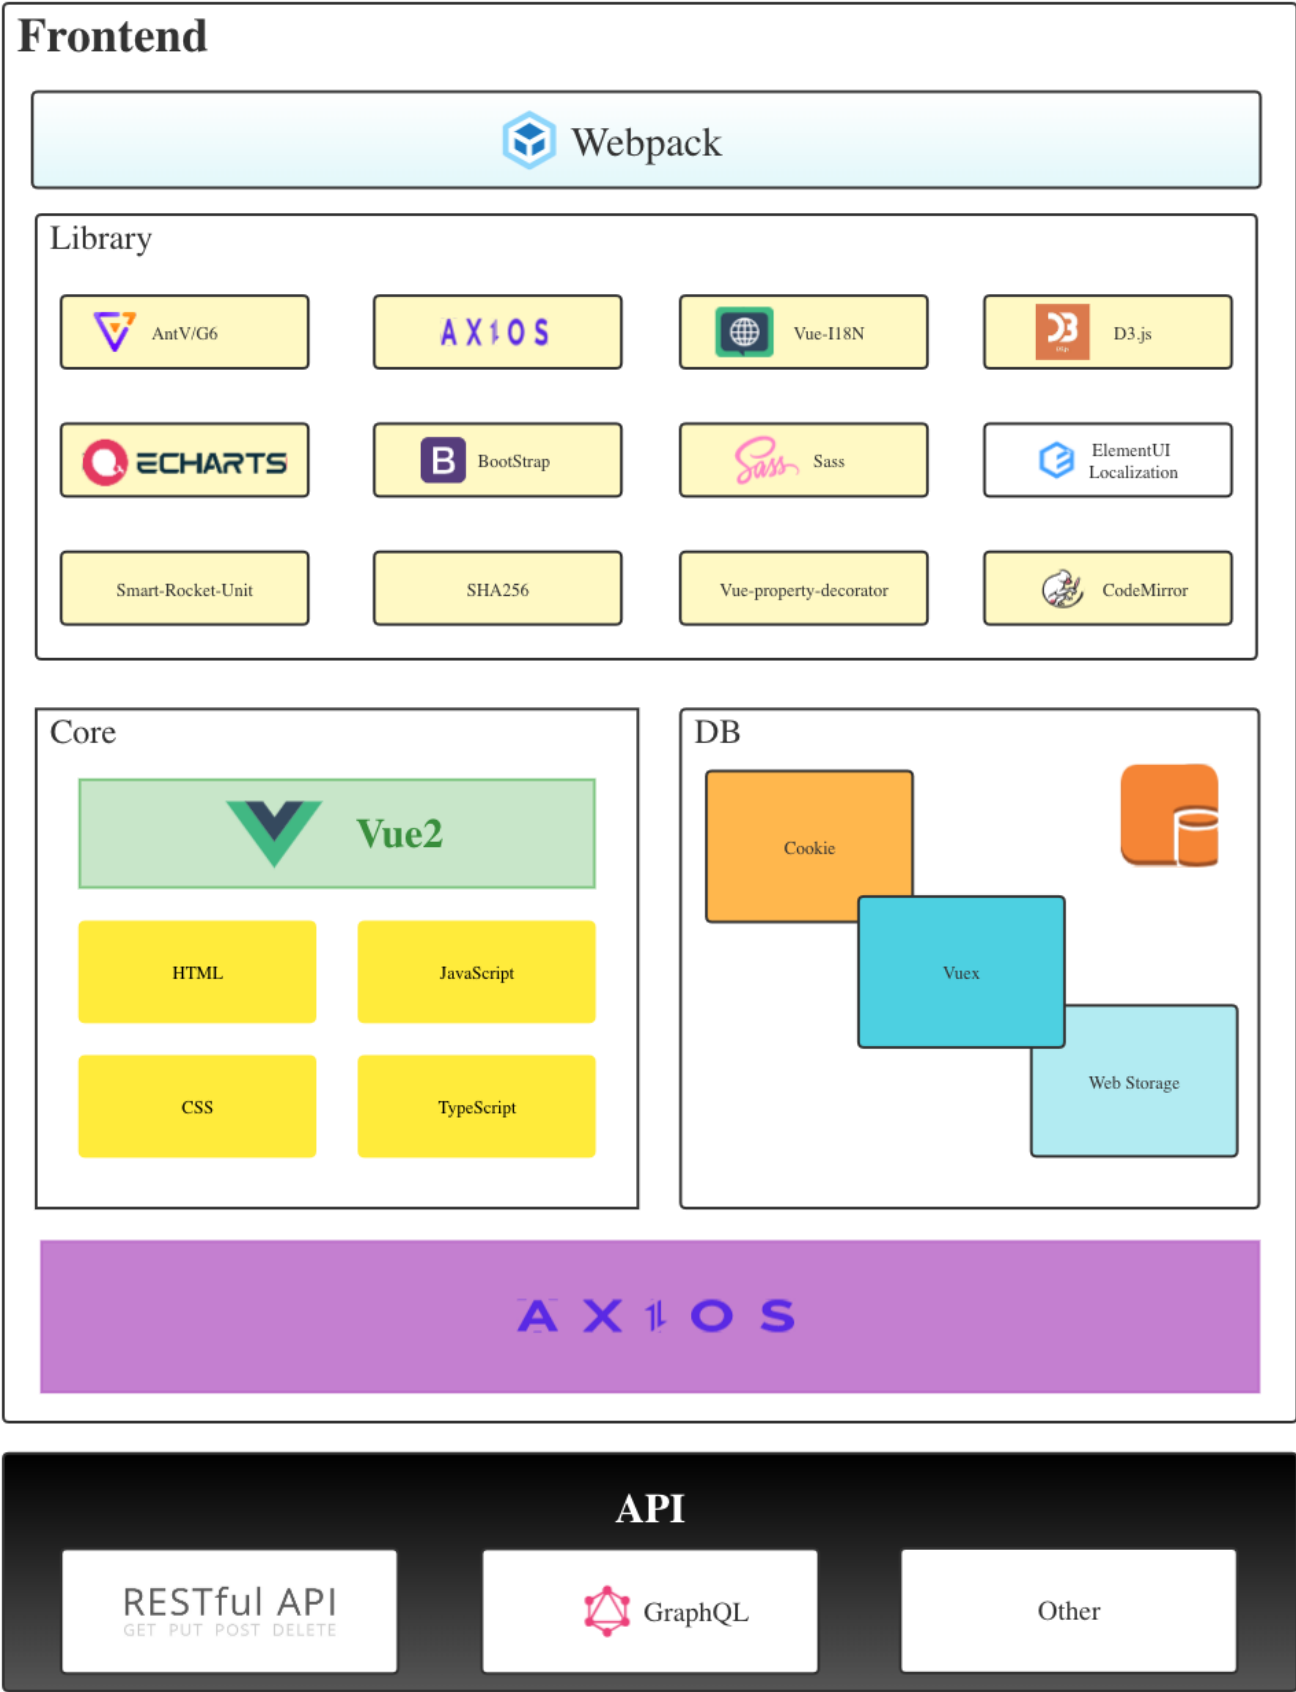 Frontend
Webpack
Library
AntV/G6
AXIOS
Vue-I18N
D3.js
ECHARTS
B BootStrap
Sass Sass
ElementUI
Localization
Smart-Rocket-Unit
SHA256
Vue-property-decorator
CodeMirror
Core
Vue2
HTML
JavaScript
CSS
TypeScript
DB
Cookie
Vuex
Web Storage
AXIOS
API
RESTful API
GET PUT POST DELETE
GraphQL
Other